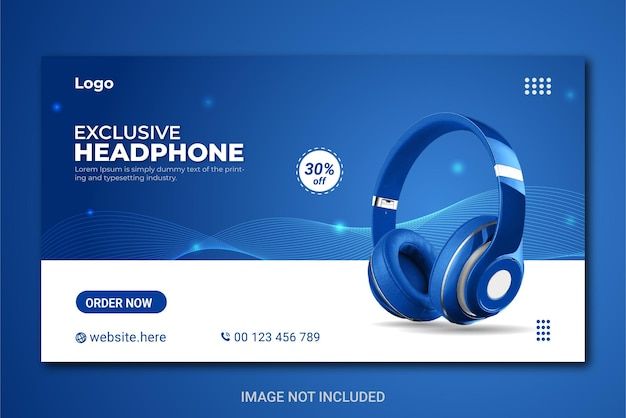 Logo
EXCLUSIVE
HEADPHONE
Lorem Ipsum is simply dummy text of the print-
ing and typesetting industry.
30%
off
ORDER NOW
website.here
00 123 456 789
IMAGE NOT INCLUDED